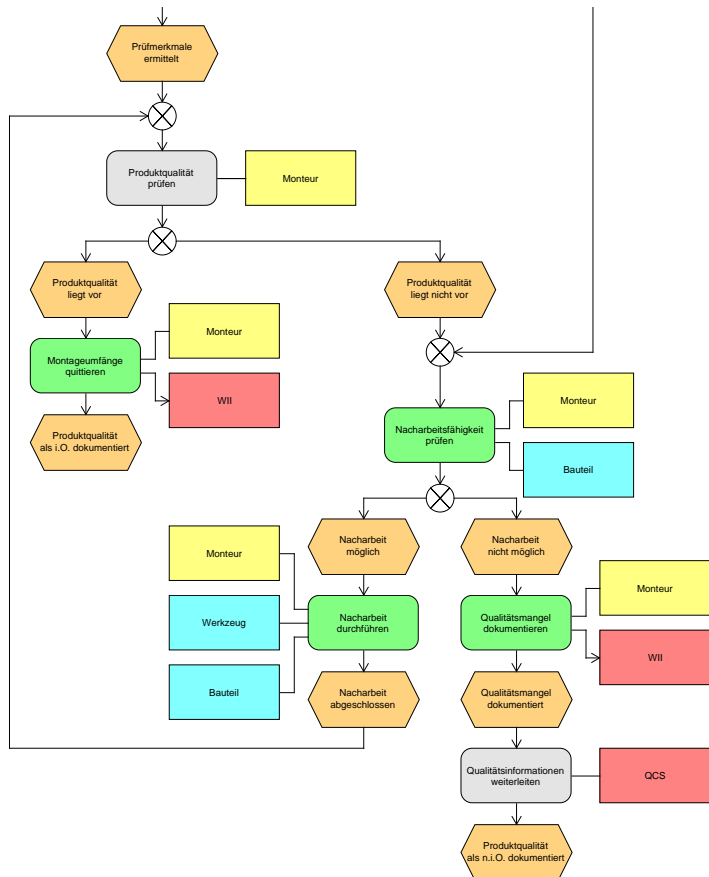 Prüfmerkmale
ermittelt
Produktqualität
prüfen
Monteur
Produktqualität
liegt vor
Produktqualität
liegt nicht vor
Montageumfänge
quittieren
Monteur
WII
Produktqualität
als i.O. dokumentiert
Nacharbeitsfähigkeit
prüfen
Monteur
Bauteil
Nacharbeit
möglich
Nacharbeit
nicht möglich
Monteur
Werkzeug
Bauteil
Nacharbeit
durchführen
Qualitätsmangel
dokumentieren
Monteur
WII
Nacharbeit
abgeschlossen
Qualitätsmangel
dokumentiert
Qualitätsinformationen
weiterleiten
QCS
Produktqualität
als n.i.O. dokumentiert